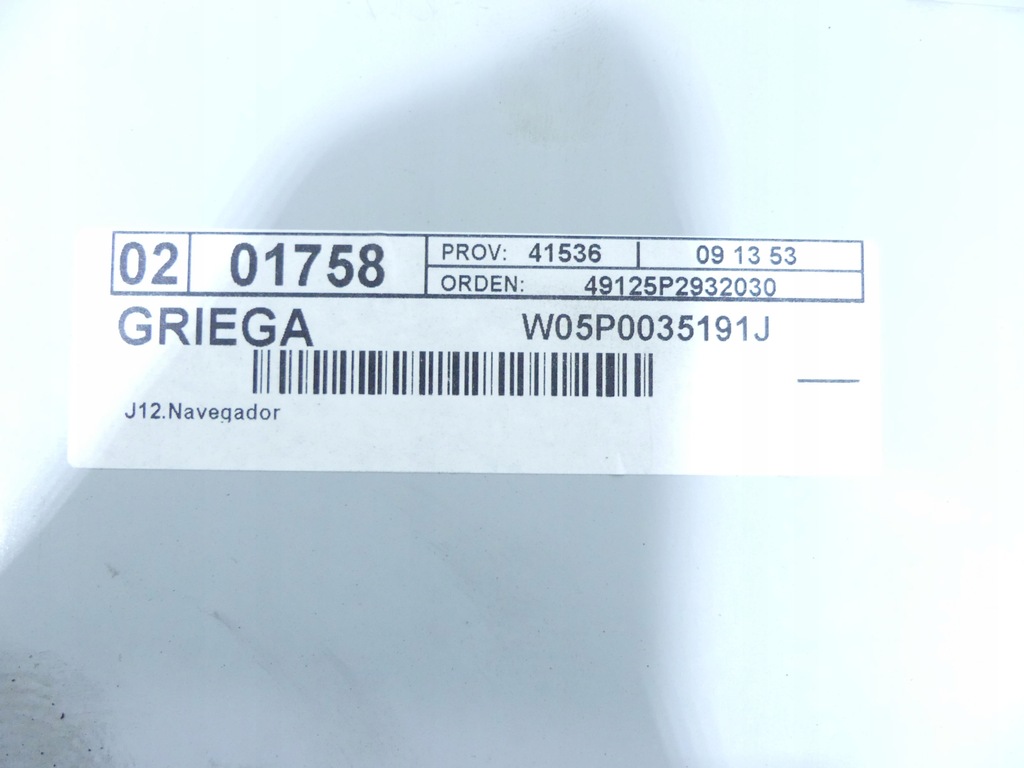 02 01758 PROV: 41536 09 13 53
ORDEN: 49125P2932030
GRIEGA W05P0035191J
J12.Navegador